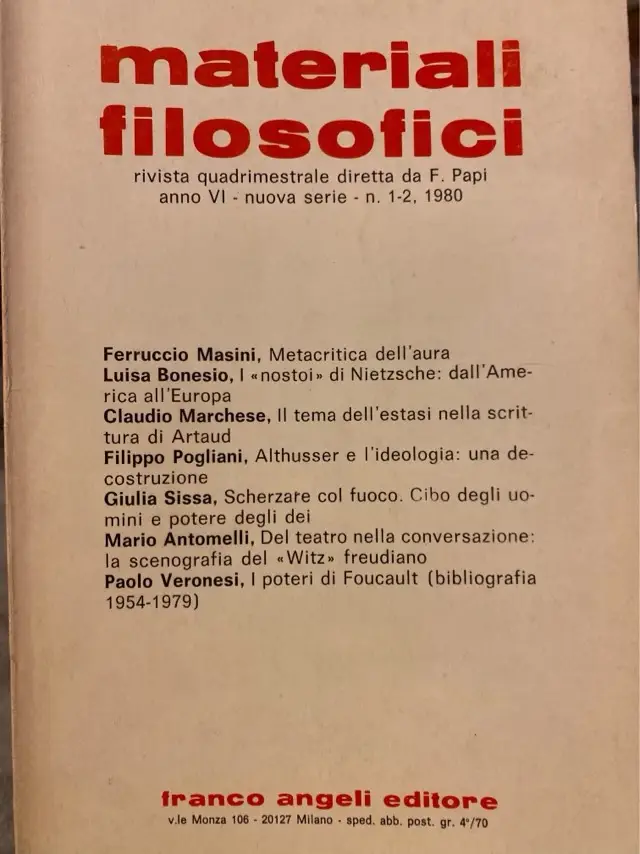 materiali
filosofici
rivista quadrimestrale diretta da F. Papi
anno VI - nuova serie - n. 1-2, 1980
Ferruccio Masini, Metacritica dell'aura
Luisa Bonesio, I «nostoi» di Nietzsche: dall'Ame-
rica all'Europa
Claudio Marchese, Il tema dell'estasi nella scrit-
tura di Artaud
Filippo Pogliani, Althusser e l'ideologia: una de-
costruzione
Giulia Sissa, Scherzare col fuoco. Cibo degli uo-
mini e potere degli dei
Mario Antomelli, Del teatro nella conversazione:
la scenografia del «Witz» freudiano
Paolo Veronesi, I poteri di Foucault (bibliografia
1954-1979)
franco angeli editore
v.le Monza 106 - 20127 Milano - sped. abb. post. gr. 4°/70